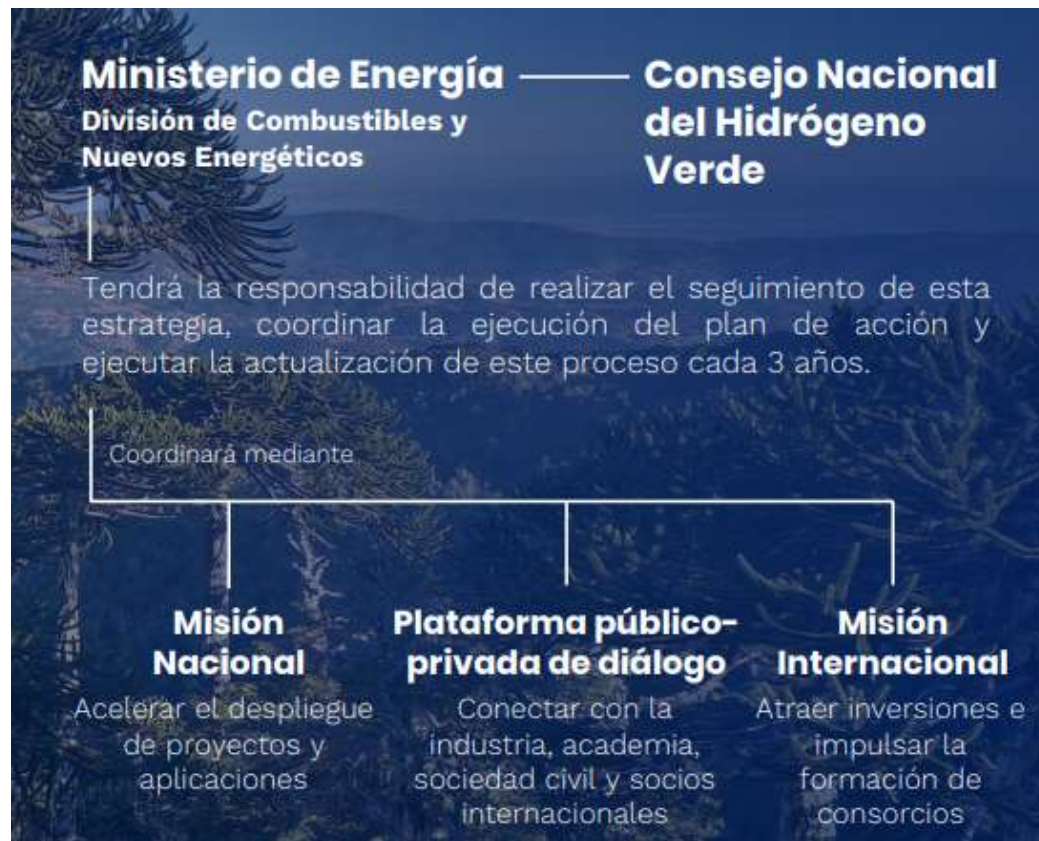 Ministerio de Energía
División de Combustibles y
Nuevos Energéticos
Consejo Nacional
del Hidrógeno
Verde
Tendrá la responsabilidad de realizar el seguimiento de esta
estrategia, coordinar la ejecución del plan de acción y
ejecutar la actualización de este proceso cada 3 años.
Coordinará mediante
Misión
Nacional
Acelerar el despliegue
de proyectos y
aplicaciones
Plataforma público-
privada de diálogo
Conectar con la
industria, academia,
sociedad civil y socios
internacionales
Misión
Internacional
Atraer inversiones e
impulsar la
formación de
consorcios